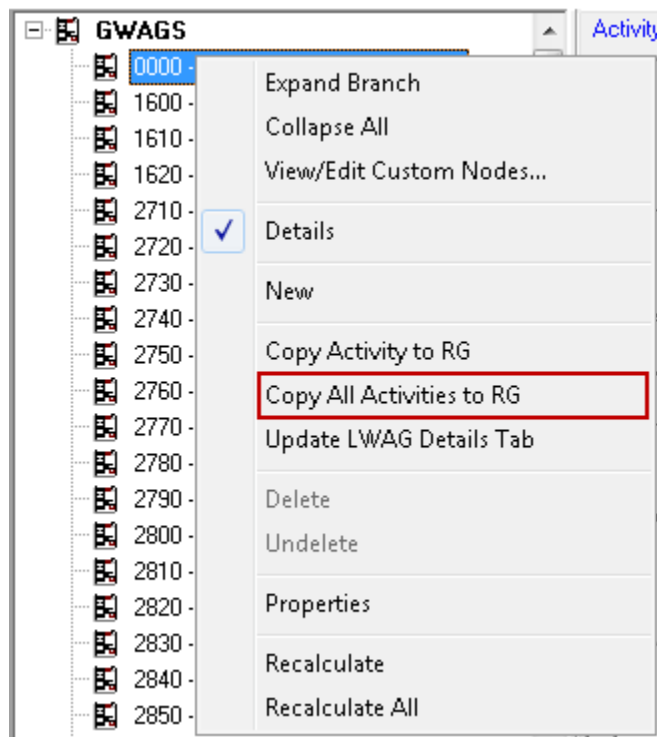 GWAGS
Activity
0000 -
1600 -
1610 -
1620 -
2710 -
2720 -
2730 -
2740 -
2750 -
2760 -
2770 -
2780 -
2790 -
2800 -
2810 -
2820 -
2830 -
2840 -
2850 -
Expand Branch
Collapse All
View/Edit Custom Nodes...
Details
New
Copy Activity to RG
Copy All Activities to RG
Update LWAG Details Tab
Delete
Undelete
Properties
Recalculate
Recalculate All